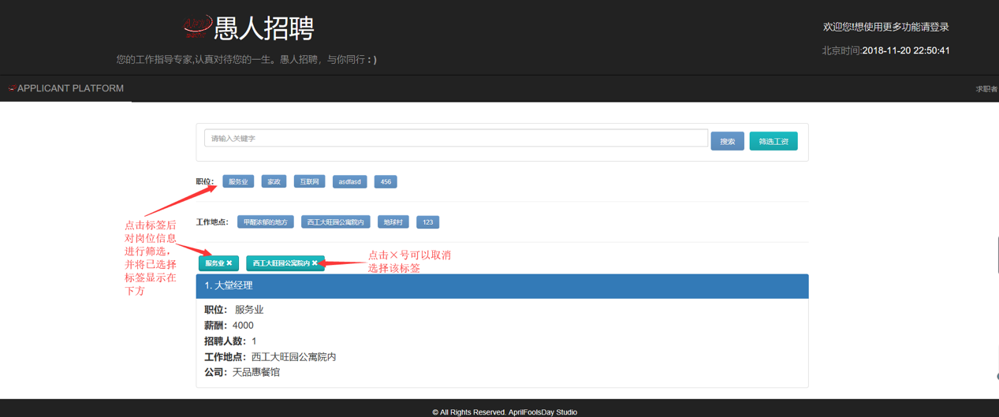 愚人招聘
欢迎您!想使用更多功能请登录
您的工作指导专家,认真对待您的一生。愚人招聘，与你同行 : )
北京时间:2018-11-20 22:50:41
APPLICANT PLATFORM
求职者
请输入关键字
搜索
筛选工资
职位： 服务业 家政 互联网 asdfasd 456
工作地点： 甲醛浓郁的地方 西工大旺园公寓院内 地球村 123
点击标签后
对岗位信息
进行筛选，
并将已选择
标签显示在
下方
服务业 ✖ 西工大旺园公寓院内 ✖
点击×号可以取消
选择该标签
1. 大堂经理
职位： 服务业
薪酬：4000
招聘人数：1
工作地点：西工大旺园公寓院内
公司：天品惠餐馆
© All Rights Reserved. AprilFoolsDay Studio